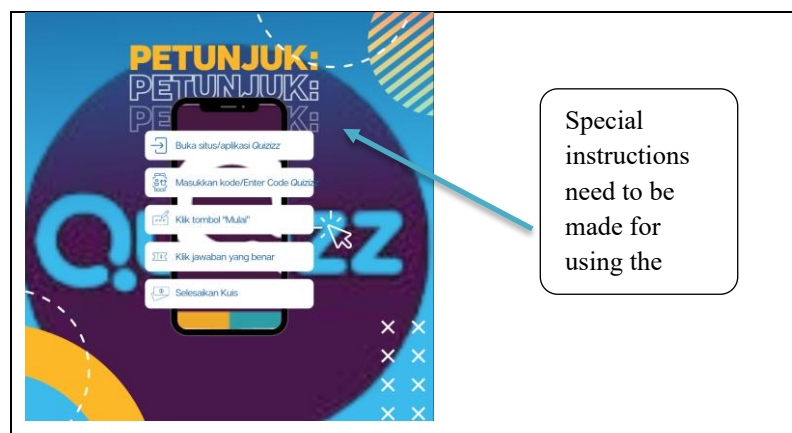 PETUNJUK:
PETUNJUK:
PETUNJUK:
Buka situs/aplikasi Quizizz
Masukkan kode/Enter Code Quizizz
Klik tombol "Mulai"
Klik jawaban yang benar
Selesaikan Kuis
Special
instructions
need to be
made for
using the